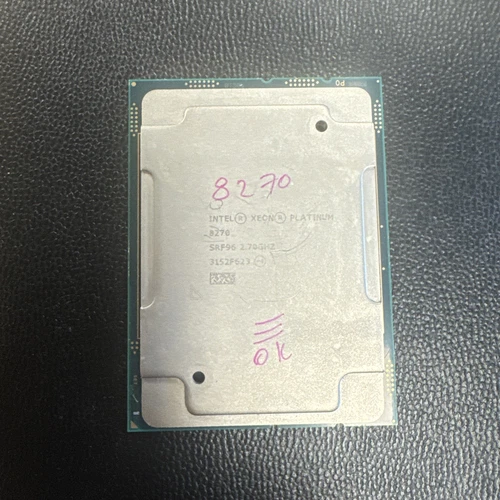 8270
INTEL® XEON® PLATINUM
8270
SRF96 2.70GHZ
OK